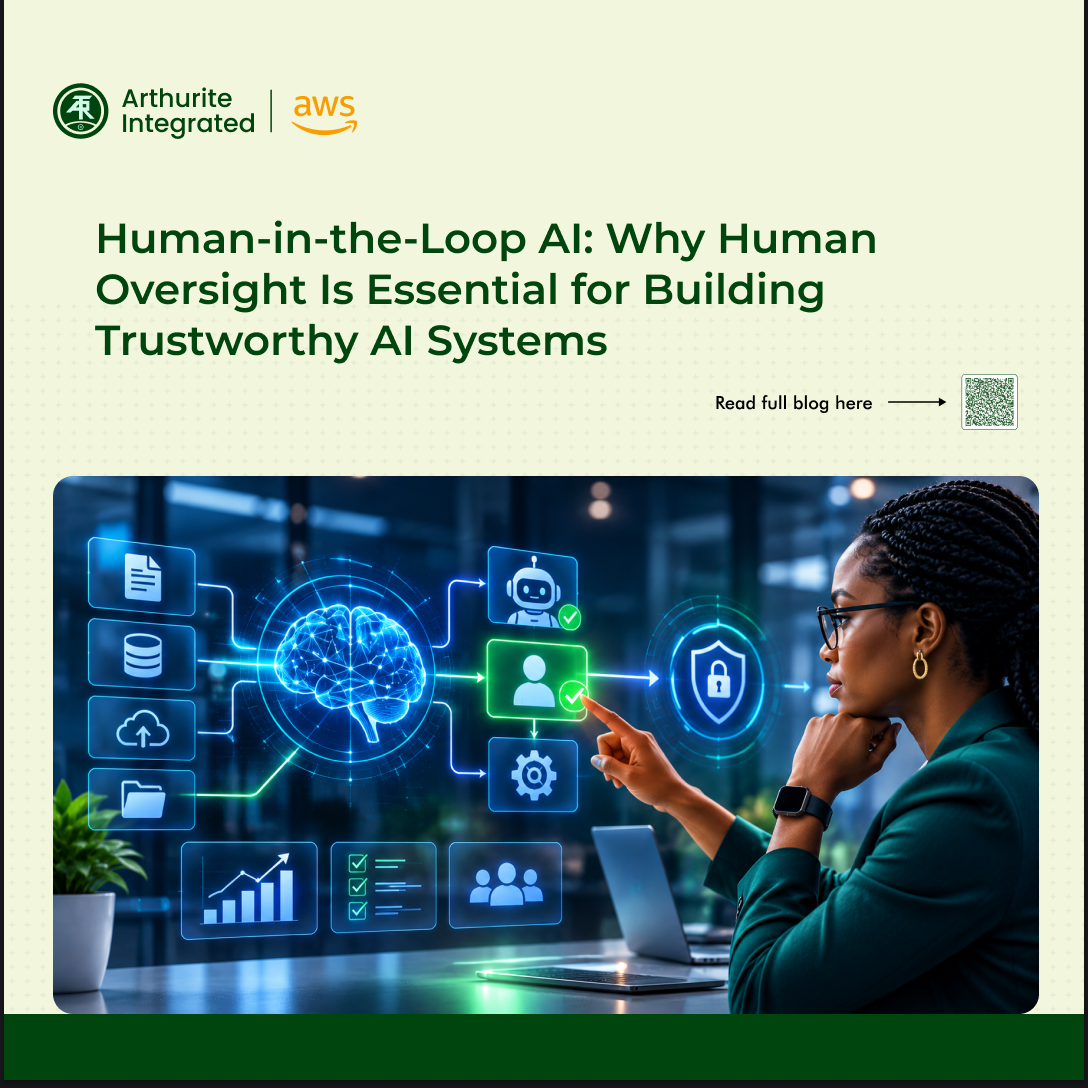 Arthurite
Integrated
aws
Human-in-the-Loop AI: Why Human
Oversight Is Essential for Building
Trustworthy AI Systems
Read full blog here